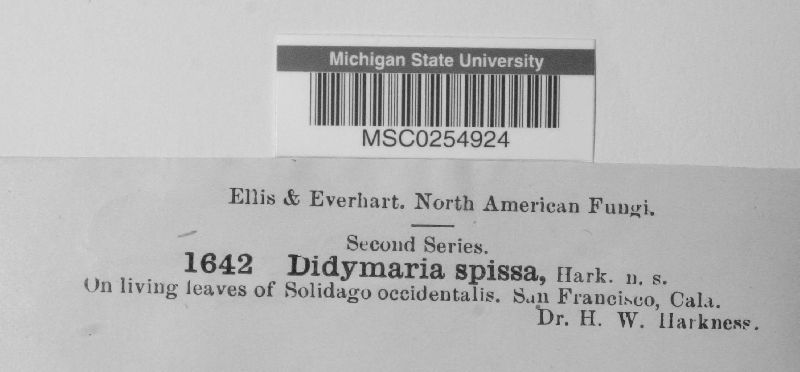 Michigan State University
MSC0254924
Ellis & Everhart. North American Fungi.
Second Series.
1642 Didymaria spissa, Hark. n. s.
On living leaves of Solidago occidentalis. San Francisco, Cala.
Dr. H. W. Harkness.